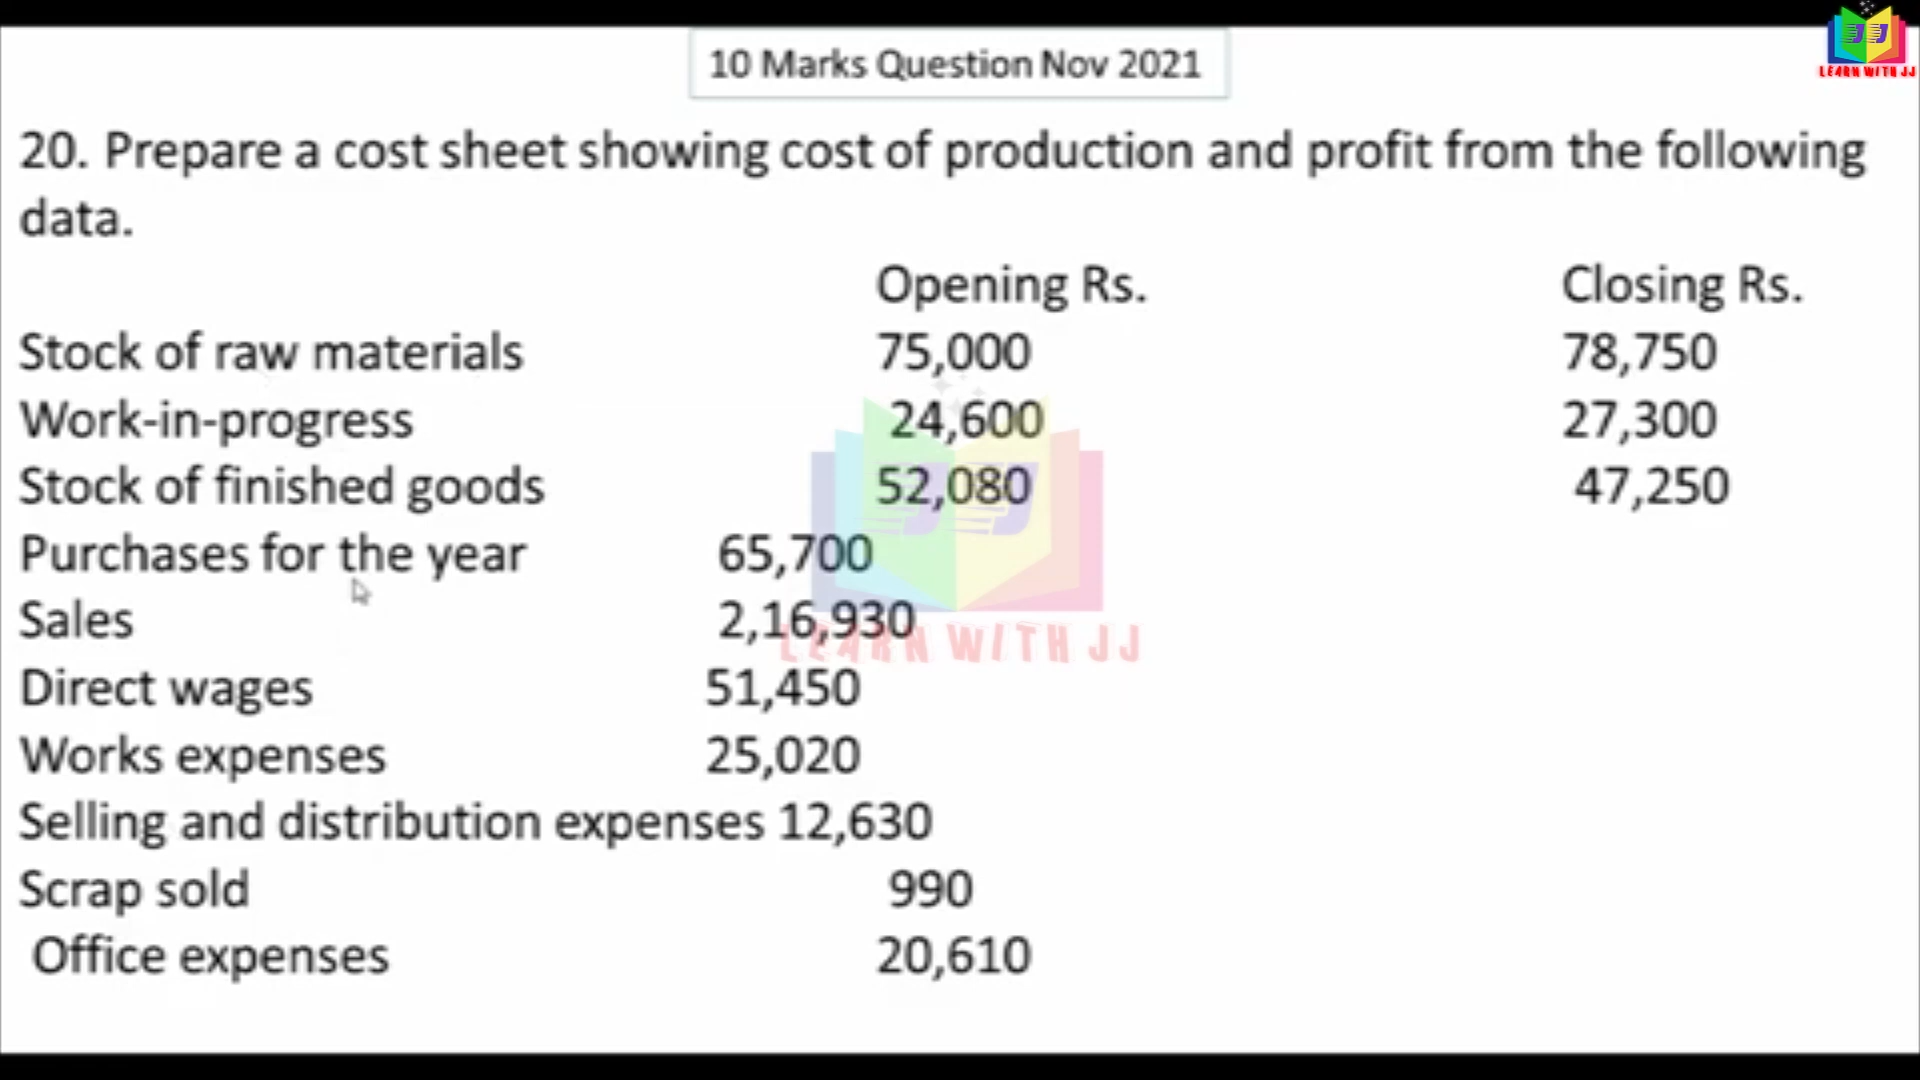 10 Marks Question Nov 2021
LEARN WITH JJ
20. Prepare a cost sheet showing cost of production and profit from the following
data.
Opening Rs. Closing Rs.
Stock of raw materials 75,000 78,750
Work-in-progress 24,600 27,300
Stock of finished goods 52,080 47,250
Purchases for the year 65,700
Sales 2,16,930
LEARN WITH JJ
Direct wages 51,450
Works expenses 25,020
Selling and distribution expenses 12,630
Scrap sold 990
Office expenses 20,610